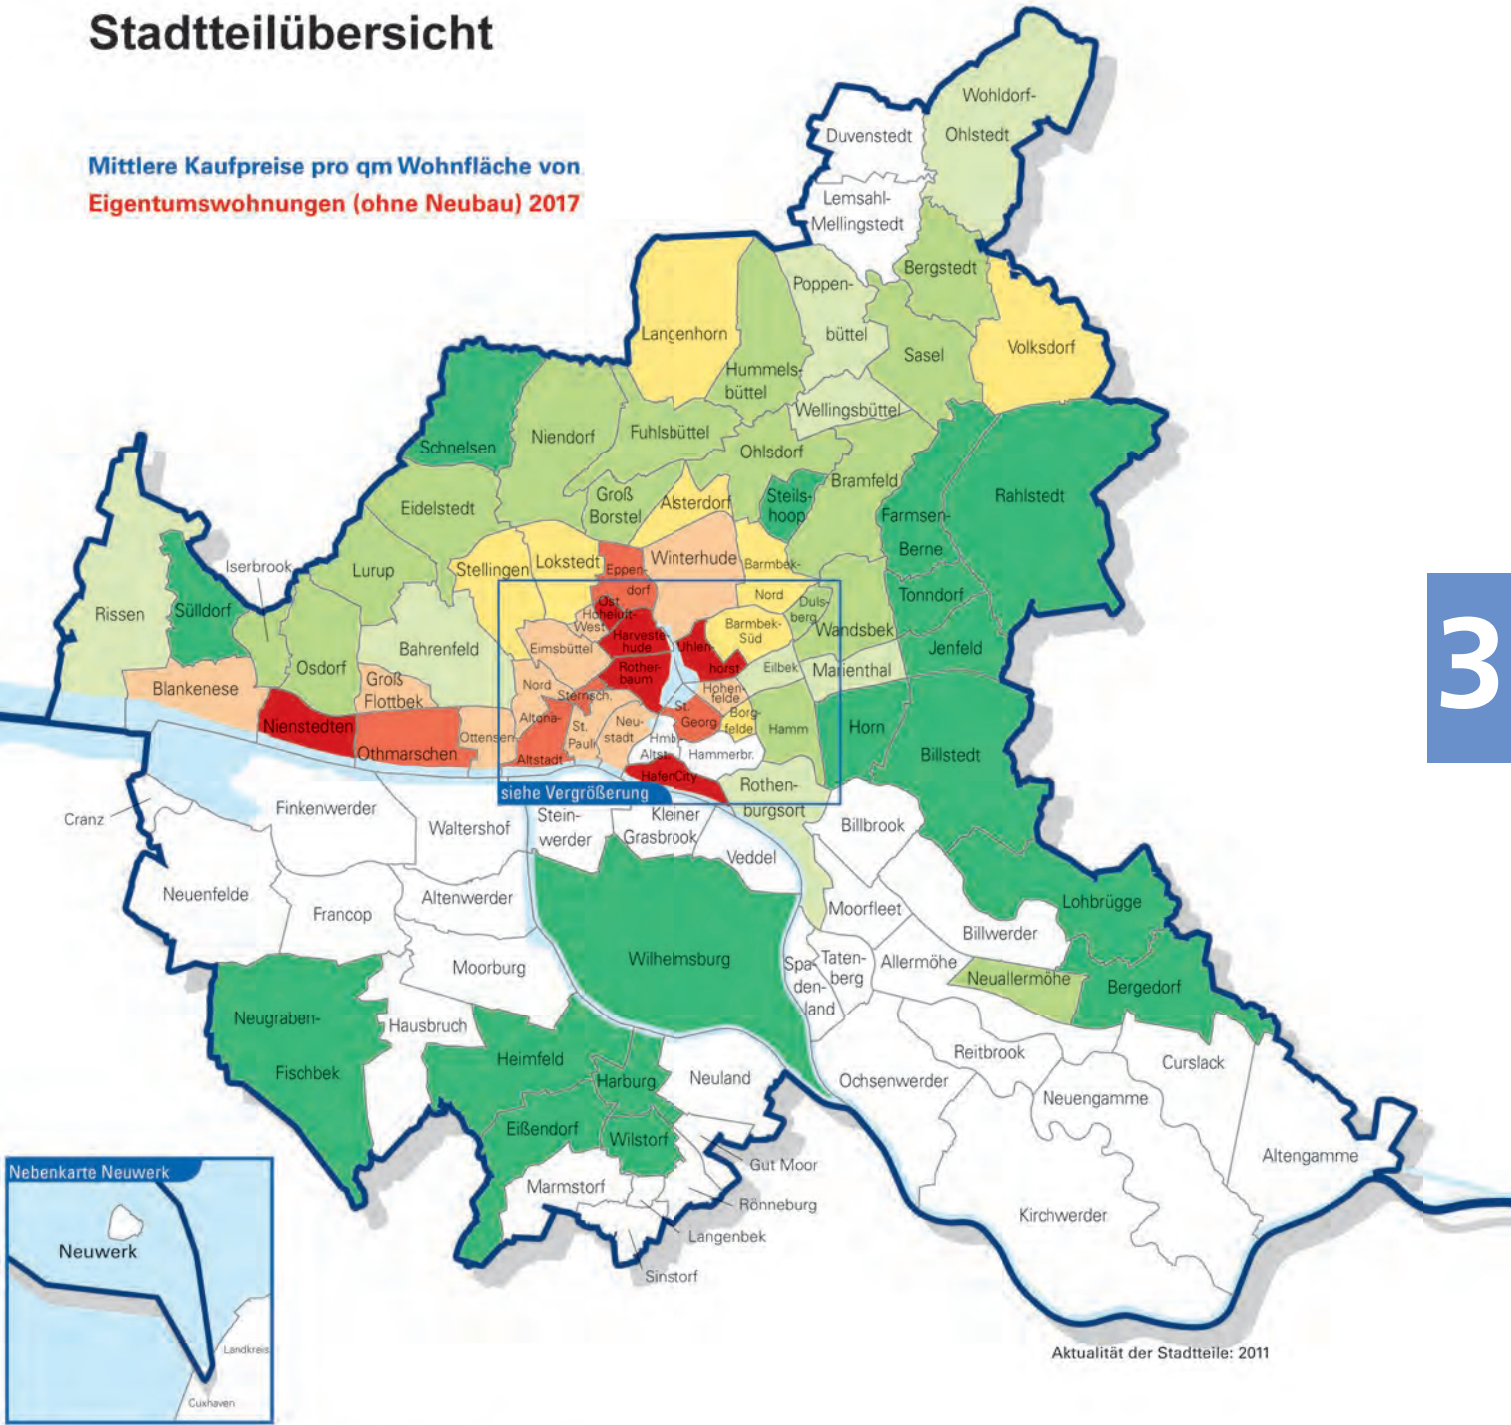 Stadtteilübersicht
Mittlere Kaufpreise pro qm Wohnfläche von
Eigentumswohnungen (ohne Neubau) 2017
Wohldorf-
Ohlstedt
Duvenstedt
Lemsahl-
Mellingstedt
Bergstedt
Poppen-
büttel
Langenhorn
Volksdorf
Sasel
Hummels-
büttel
Wellingsbüttel
Schnelsen
Niendorf
Fuhlsbüttel
Ohlsdorf
Bramfeld
Steils-
hoop
Rahlstedt
Farmsen-
Berne
Eidelstedt
Groß
Borstel
Alsterdorf
Iserbrook
Lurup
Stellingen
Lokstedt
Eppen-
dorf
Winterhude
Barmbek-
Nord
Rissen
Sülldorf
Tonndorf
Ost
Hoheluft-
West
Duls-
berg
Wandsbek
Barmbek-
Süd
Jenfeld
Osdorf
Bahrenfeld
Eimsbüttel
Harveste-
hude
Uhlen-
horst
Eilbek
Marienthal
Rother-
baum
Blankenese
Groß
Flottbek
Nord
Sternsch.
Hohen-
felde
Nienstedten
Othmarschen
Ottensen
Altona-
Altstadt
St.
Pauli
Neu-
stadt
St.
Georg
Borg-
felde
Hamm
Horn
Billstedt
Hmb
Altst.
Hammerbr.
HafenCity
Rothen-
burgsort
siehe Vergrößerung
3
Cranz
Finkenwerder
Waltershof
Stein-
werder
Kleiner
Grasbrook
Veddel
Billbrook
Neuenfelde
Francop
Altenwerder
Moorfleet
Lohbrügge
Billwerder
Moorburg
Wilhelmsburg
Spa-
den-
land
Taten-
berg
Allermöhe
Neuallermöhe
Bergedorf
Neugraben-
Fischbek
Hausbruch
Heimfeld
Harburg
Neuland
Reitbrook
Curslack
Ochsenwerder
Neuengamme
Eißendorf
Wilstorf
Gut Moor
Altengamme
Marmstorf
Rönneburg
Kirchwerder
Langenbek
Sinstorf
Nebenkarte Neuwerk
Neuwerk
Landkreis
Cuxhaven
Aktualität der Stadtteile: 2011